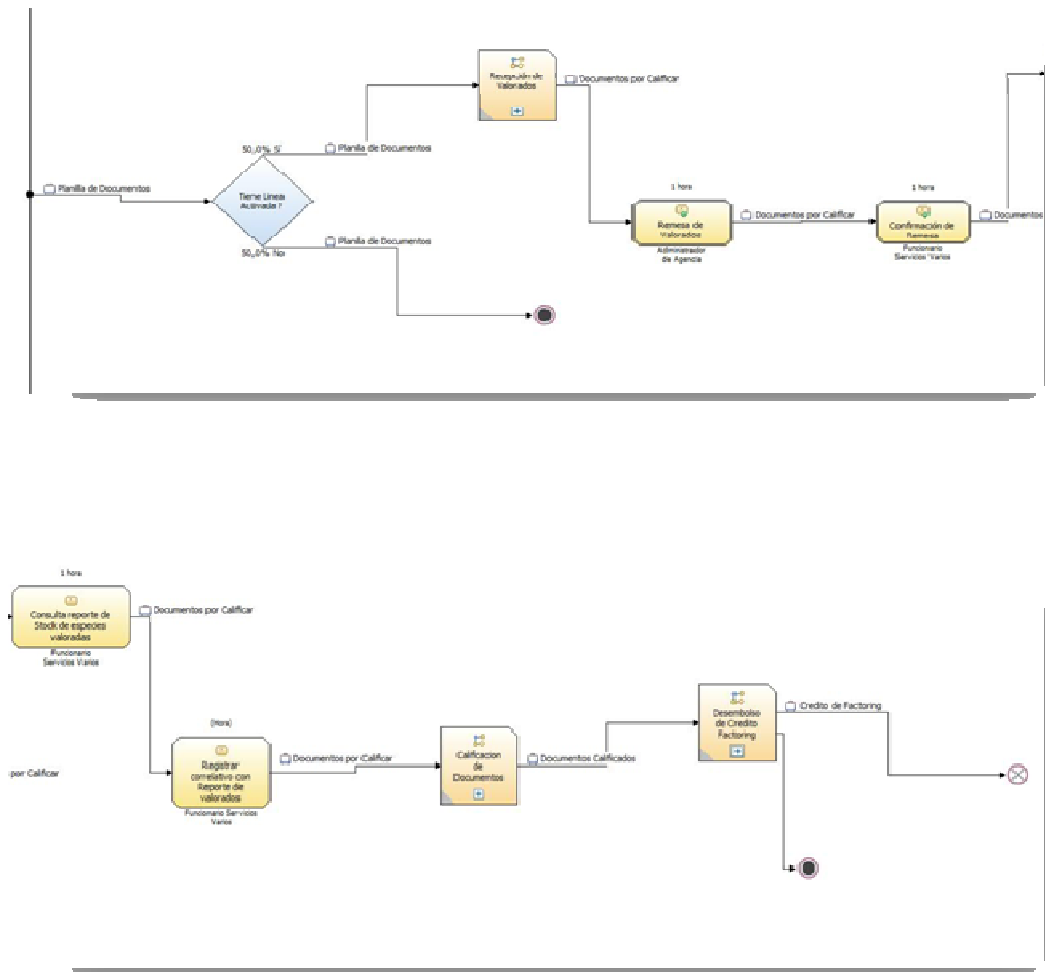 Recepción de
Valorados
Documentos por Calificar
50,0% Sí
Planilla de Documentos
Planilla de Documentos
Tiene Linea
Activada ?
Planilla de Documentos
50,0% No
1 hora
Remesa de
Valorados
Administrador
de Agencia
Documentos por Calificar
1 hora
Confirmación de
Remesa
Funcionario
Servicios Varios
Documentos
1 hora
Consulta reporte de
Stock de especies
valoradas
Funcionario
Servicios Varios
Documentos por Calificar
(Hora)
Registrar
correlativo con
Reporte de
valorados
Funcionario Servicios
Varios
por Calificar
Documentos por Calificar
Calificacion
de
Documentos
Documentos Calificados
Desembolso
de Credito
Factoring
Credito de Factoring